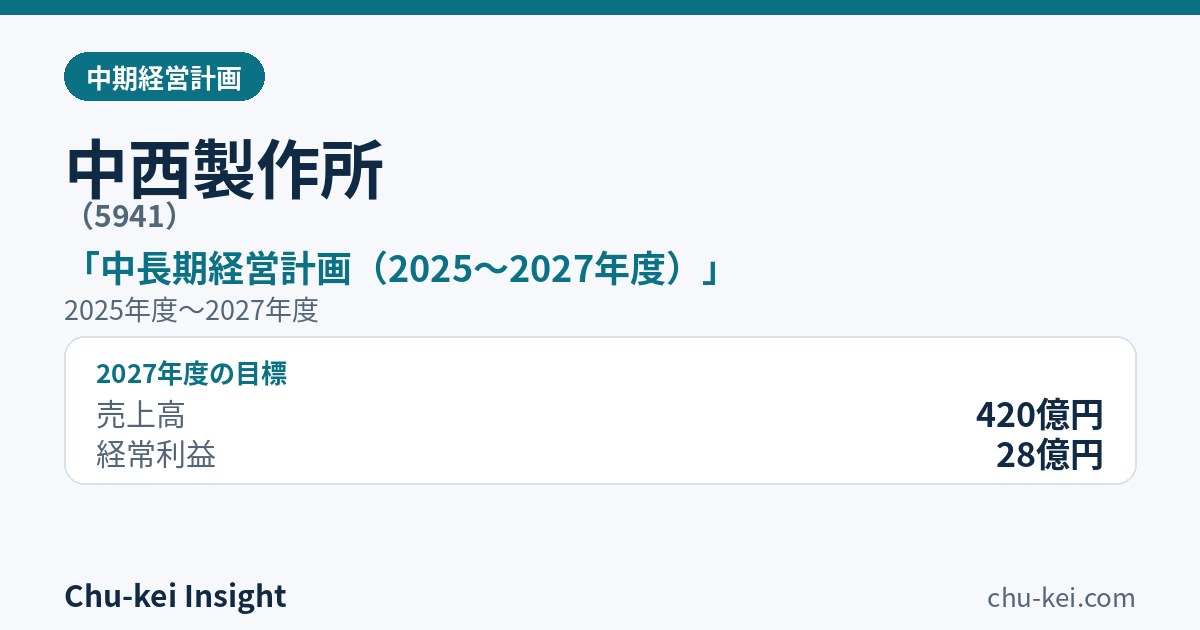 中期経営計画
中西製作所
（5941）
「中長期経営計画（2025〜2027年度）」
2025年度〜2027年度
2027年度の目標
売上高 420億円
経常利益 28億円
Chu-kei Insight chu-kei.com